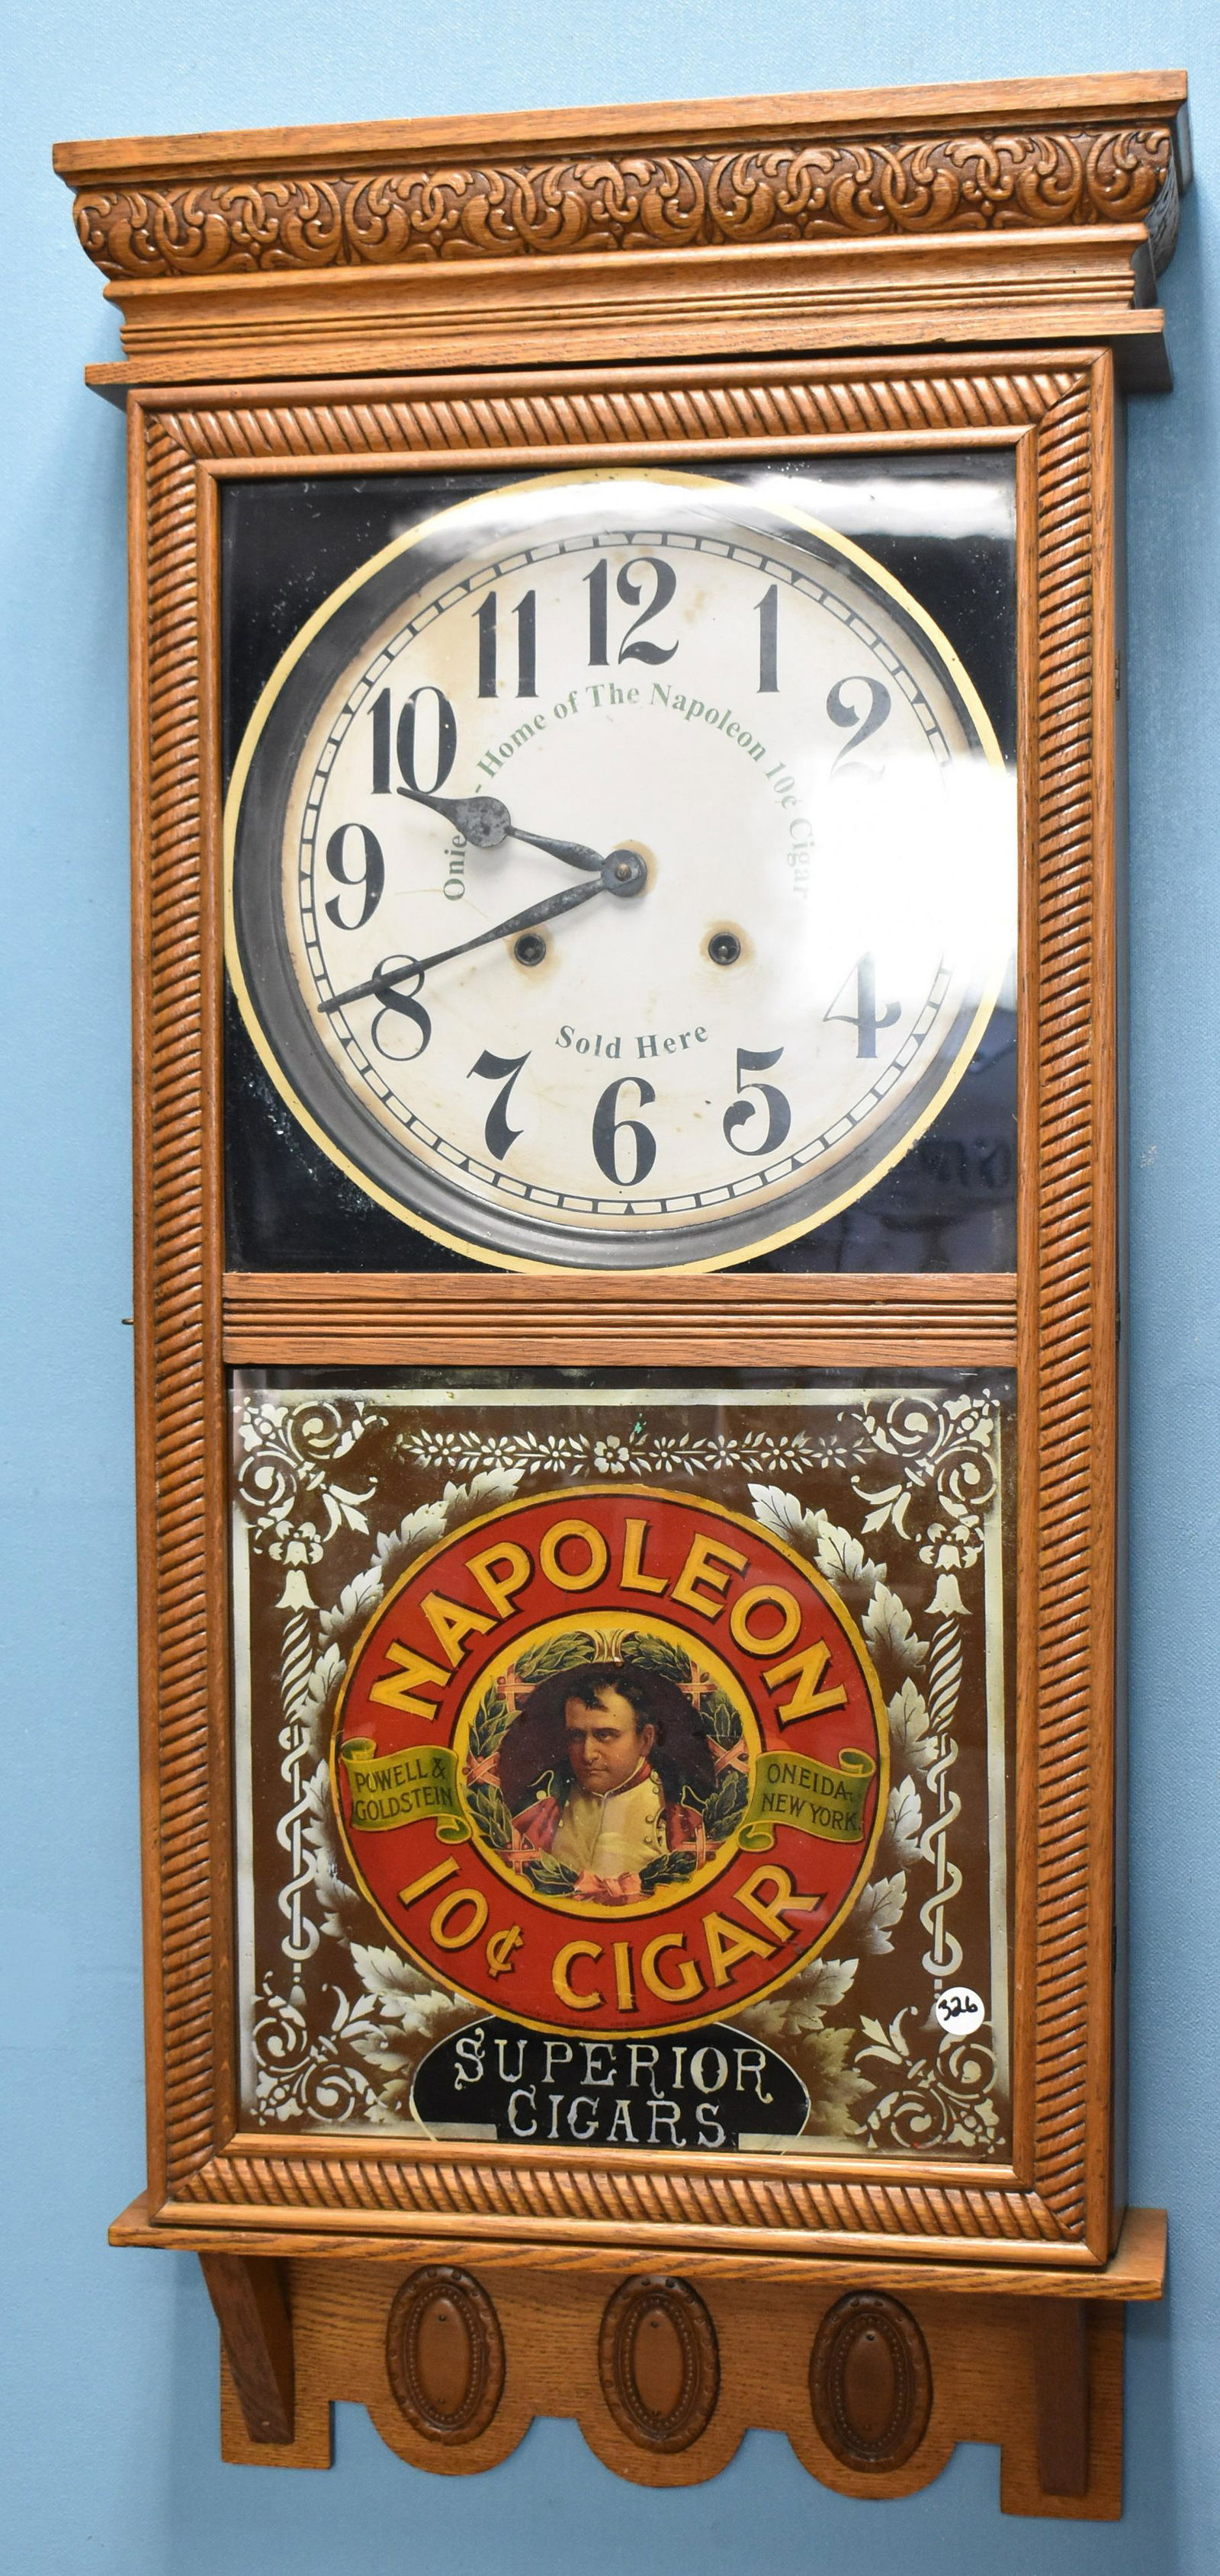 12
1
2
4
5
6
7
8
9
10
11
Home of The Napoleon 10¢ Cigar
Sold Here
NAPOLEON
POWELL &
GOLDSTEIN
ONEIDA,
NEW YORK.
10¢ CIGAR
326
SUPERIOR
CIGARS